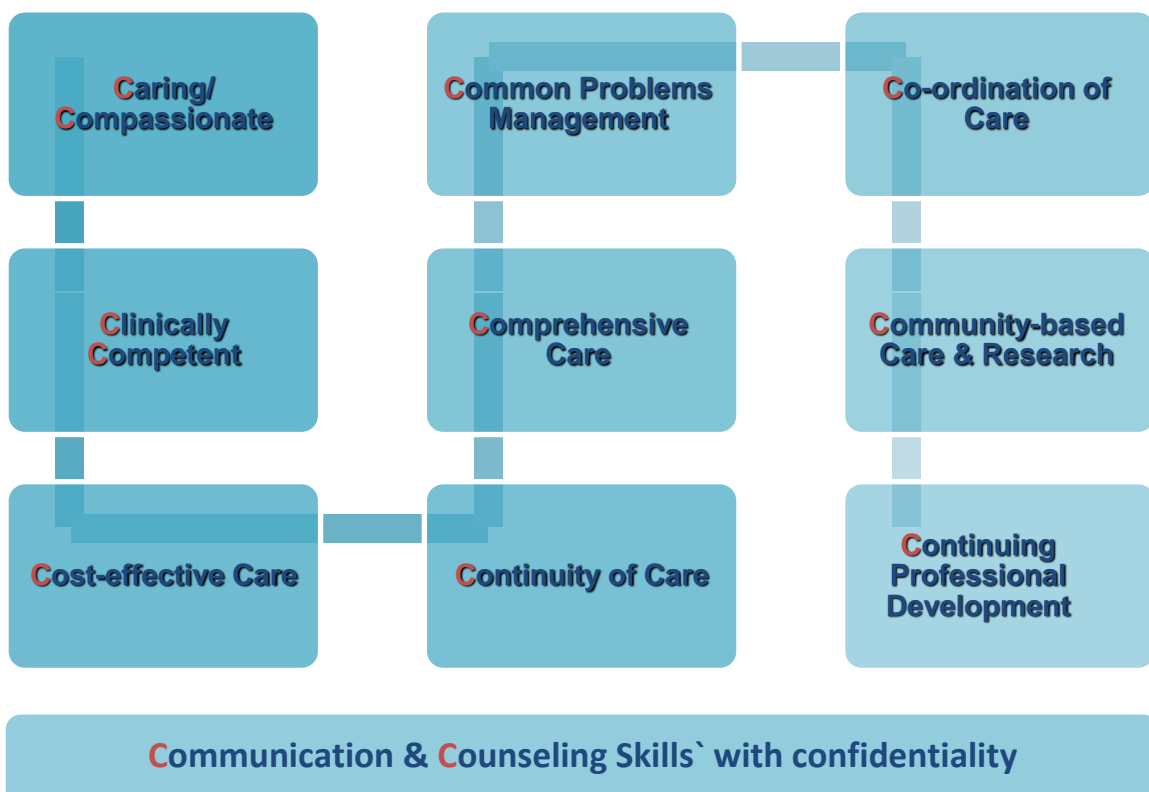 Caring/
Compassionate
Clinically
Competent
Cost-effective Care
Continuity of Care
Comprehensive
Care
Common Problems
Management
Co-ordination of
Care
Community-based
Care & Research
Continuing
Professional
Development
Communication & Counseling Skills` with confidentiality